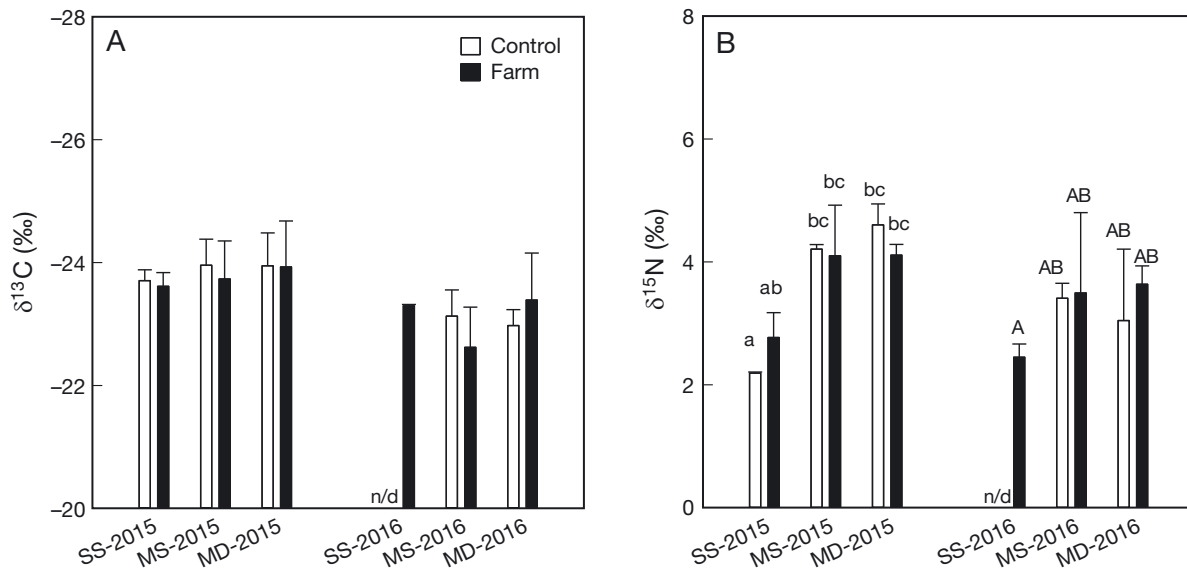 A
Control
Farm
δ13C (‰)
–28
–26
–24
–22
–20
n/d
SS-2015
MS-2015
MD-2015
SS-2016
MS-2016
MD-2016
B
δ15N (‰)
8
6
4
2
0
a
ab
bc
bc
bc
bc
n/d
A
AB
AB
AB
AB
SS-2015
MS-2015
MD-2015
SS-2016
MS-2016
MD-2016